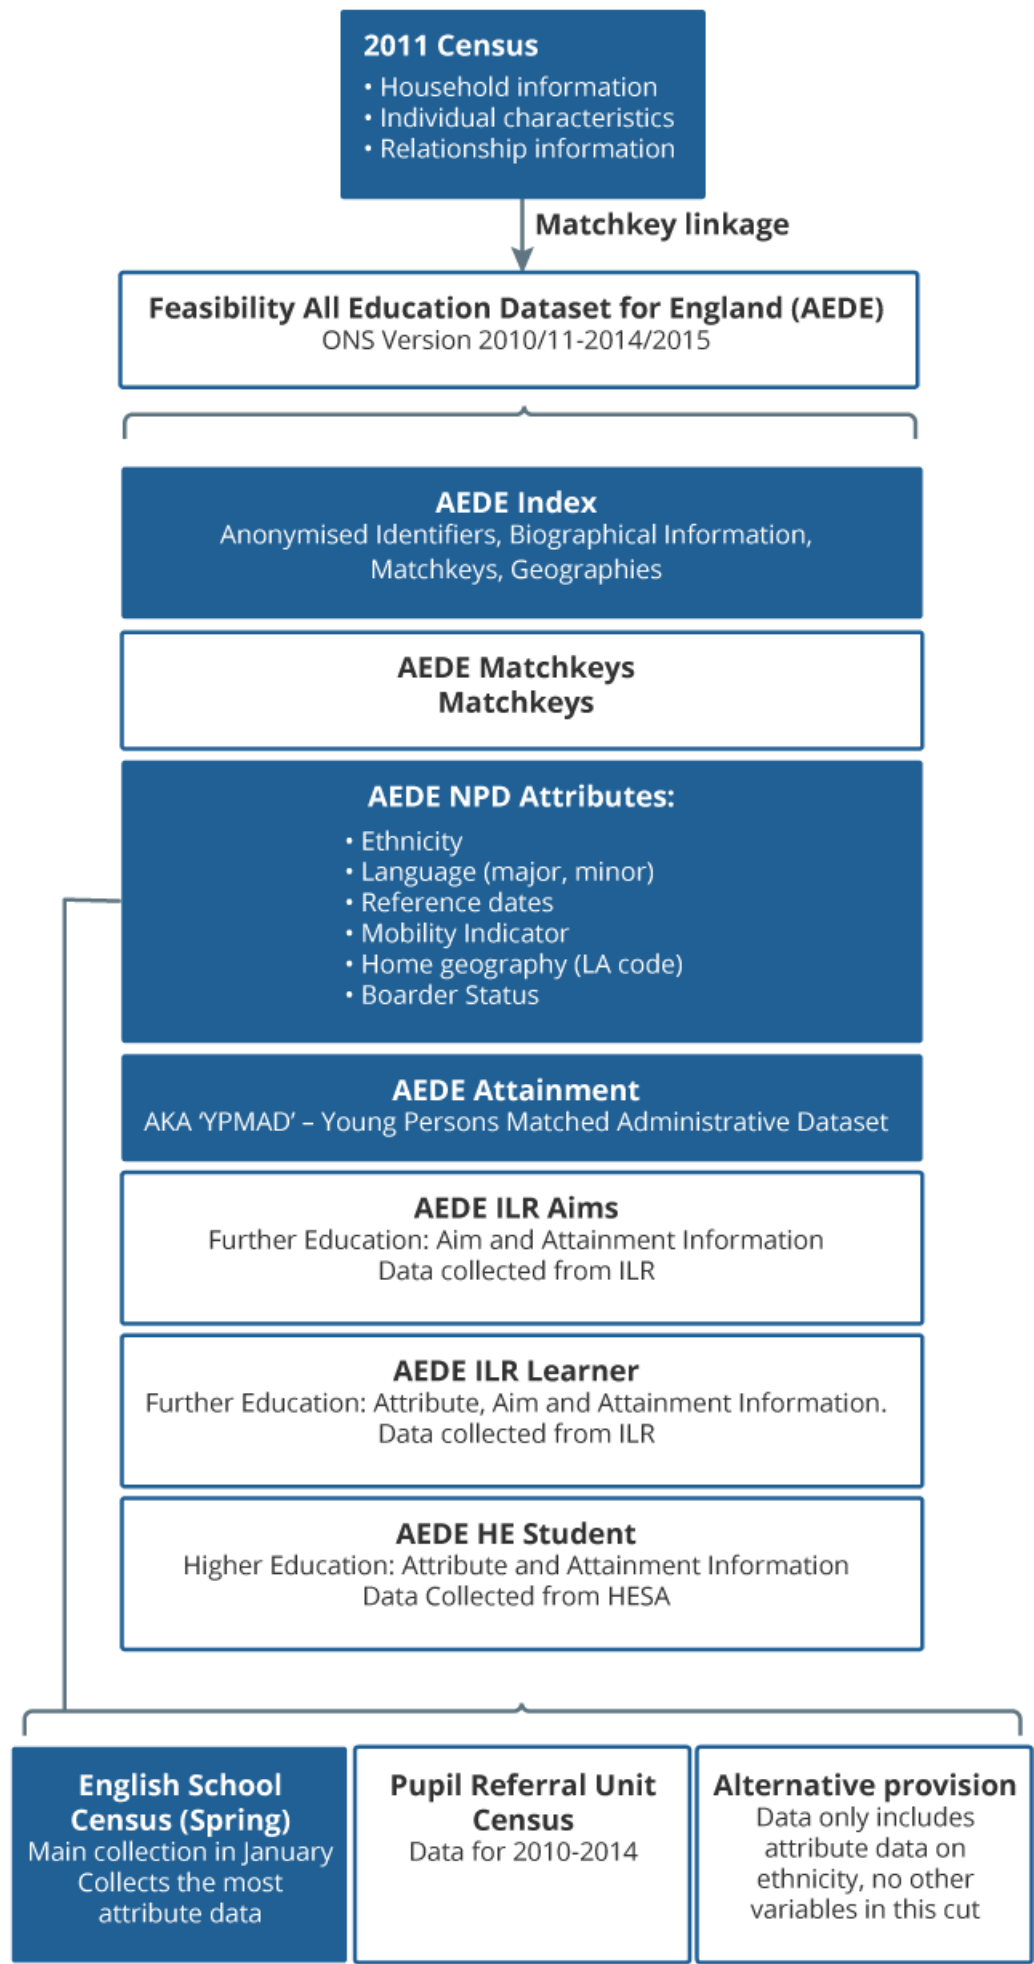 2011 Census
• Household information
• Individual characteristics
• Relationship information
Matchkey linkage
Feasibility All Education Dataset for England (AEDE)
ONS Version 2010/11-2014/2015
AEDE Index
Anonymised Identifiers, Biographical Information,
Matchkeys, Geographies
AEDE Matchkeys
Matchkeys
AEDE NPD Attributes:
• Ethnicity
• Language (major, minor)
• Reference dates
• Mobility Indicator
• Home geography (LA code)
• Boarder Status
AEDE Attainment
AKA ‘YPMAD’ – Young Persons Matched Administrative Dataset
AEDE ILR Aims
Further Education: Aim and Attainment Information
Data collected from ILR
AEDE ILR Learner
Further Education: Attribute, Aim and Attainment Information.
Data collected from ILR
AEDE HE Student
Higher Education: Attribute and Attainment Information
Data Collected from HESA
English School
Census (Spring)
Main collection in January
Collects the most
attribute data
Pupil Referral Unit
Census
Data for 2010-2014
Alternative provision
Data only includes
attribute data on
ethnicity, no other
variables in this cut